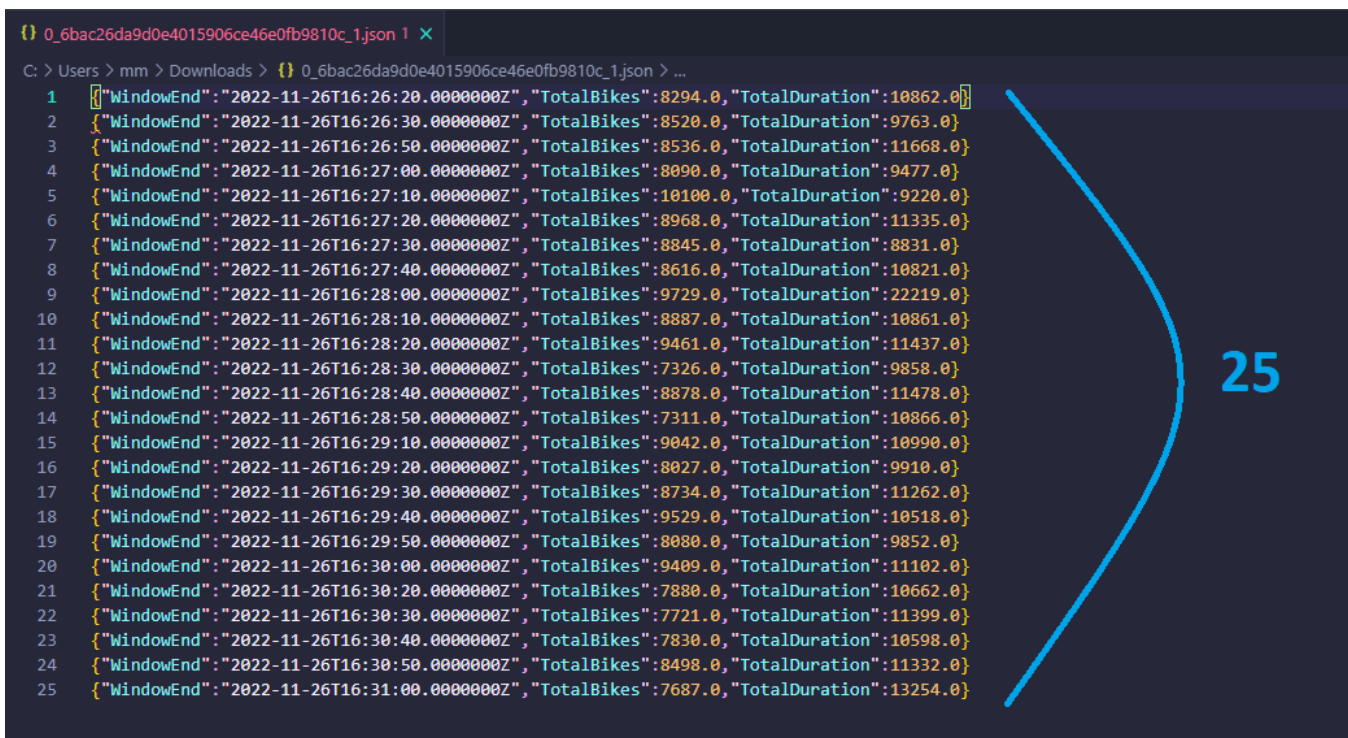 {} 0_6bac26da9d0e4015906ce46e0fb9810c_1.json 1 ×
C: > Users > mm > Downloads > {} 0_6bac26da9d0e4015906ce46e0fb9810c_1.json > ...
1 {"WindowEnd":"2022-11-26T16:26:20.0000000Z","TotalBikes":8294.0,"TotalDuration":10862.0}
2 {"WindowEnd":"2022-11-26T16:26:30.0000000Z","TotalBikes":8520.0,"TotalDuration":9763.0}
3 {"WindowEnd":"2022-11-26T16:26:50.0000000Z","TotalBikes":8536.0,"TotalDuration":11668.0}
4 {"WindowEnd":"2022-11-26T16:27:00.0000000Z","TotalBikes":8090.0,"TotalDuration":9477.0}
5 {"WindowEnd":"2022-11-26T16:27:10.0000000Z","TotalBikes":10100.0,"TotalDuration":9220.0}
6 {"WindowEnd":"2022-11-26T16:27:20.0000000Z","TotalBikes":8968.0,"TotalDuration":11335.0}
7 {"WindowEnd":"2022-11-26T16:27:30.0000000Z","TotalBikes":8845.0,"TotalDuration":8831.0}
8 {"WindowEnd":"2022-11-26T16:27:40.0000000Z","TotalBikes":8616.0,"TotalDuration":10821.0}
9 {"WindowEnd":"2022-11-26T16:28:00.0000000Z","TotalBikes":9729.0,"TotalDuration":22219.0}
10 {"WindowEnd":"2022-11-26T16:28:10.0000000Z","TotalBikes":8887.0,"TotalDuration":10861.0}
11 {"WindowEnd":"2022-11-26T16:28:20.0000000Z","TotalBikes":9461.0,"TotalDuration":11437.0}
12 {"WindowEnd":"2022-11-26T16:28:30.0000000Z","TotalBikes":7326.0,"TotalDuration":9858.0}
13 {"WindowEnd":"2022-11-26T16:28:40.0000000Z","TotalBikes":8878.0,"TotalDuration":11478.0}
14 {"WindowEnd":"2022-11-26T16:28:50.0000000Z","TotalBikes":7311.0,"TotalDuration":10866.0}
15 {"WindowEnd":"2022-11-26T16:29:10.0000000Z","TotalBikes":9042.0,"TotalDuration":10990.0}
16 {"WindowEnd":"2022-11-26T16:29:20.0000000Z","TotalBikes":8027.0,"TotalDuration":9910.0}
17 {"WindowEnd":"2022-11-26T16:29:30.0000000Z","TotalBikes":8734.0,"TotalDuration":11262.0}
18 {"WindowEnd":"2022-11-26T16:29:40.0000000Z","TotalBikes":9529.0,"TotalDuration":10518.0}
19 {"WindowEnd":"2022-11-26T16:29:50.0000000Z","TotalBikes":8080.0,"TotalDuration":9852.0}
20 {"WindowEnd":"2022-11-26T16:30:00.0000000Z","TotalBikes":9409.0,"TotalDuration":11102.0}
21 {"WindowEnd":"2022-11-26T16:30:20.0000000Z","TotalBikes":7880.0,"TotalDuration":10662.0}
22 {"WindowEnd":"2022-11-26T16:30:30.0000000Z","TotalBikes":7721.0,"TotalDuration":11399.0}
23 {"WindowEnd":"2022-11-26T16:30:40.0000000Z","TotalBikes":7830.0,"TotalDuration":10598.0}
24 {"WindowEnd":"2022-11-26T16:30:50.0000000Z","TotalBikes":8498.0,"TotalDuration":11332.0}
25 {"WindowEnd":"2022-11-26T16:31:00.0000000Z","TotalBikes":7687.0,"TotalDuration":13254.0}
25